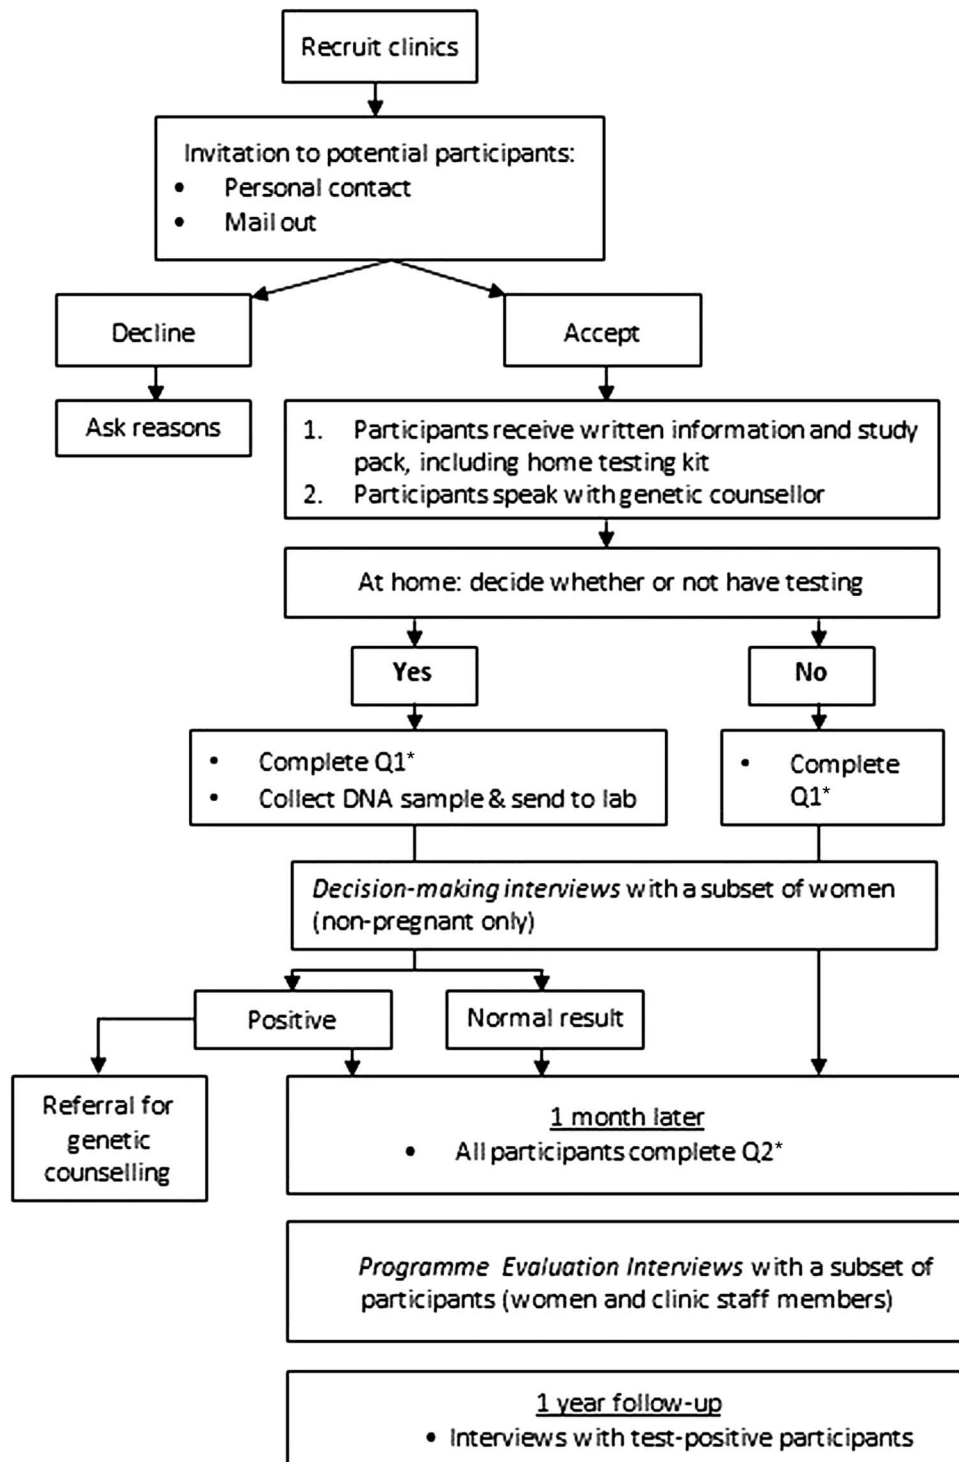 Recruit clinics
Invitation to potential participants:
• Personal contact
• Mail out
Decline
Accept
Ask reasons
1. Participants receive written information and study
pack, including home testing kit
2. Participants speak with genetic counsellor
At home: decide whether or not have testing
Yes
No
• Complete Q1*
• Collect DNA sample & send to lab
• Complete
Q1*
Decision-making interviews with a subset of women
(non-pregnant only)
Positive
Normal result
Referral for
genetic
counselling
1 month later
• All participants complete Q2*
Programme Evaluation Interviews with a subset of
participants (women and clinic staff members)
1 year follow-up
• Interviews with test-positive participants